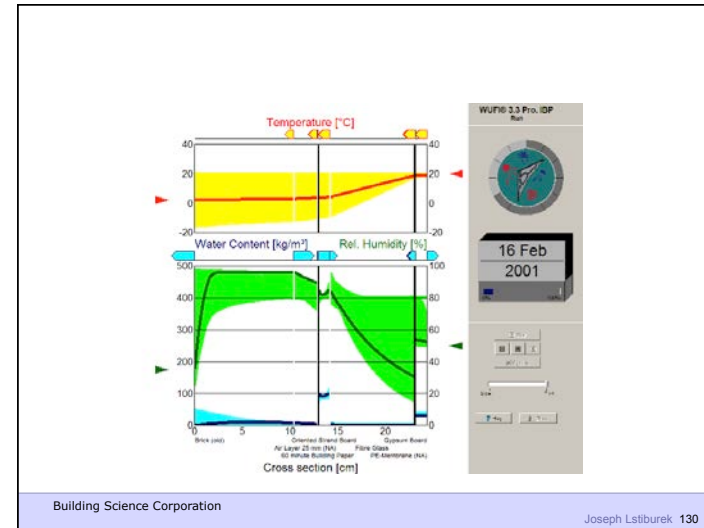 WUFI® 3.3 Pro. IBP
Run
Temperature [°C]
40 40
20 20
0 0
-20 -20
Water Content [kg/m³] Rel. Humidity [%]
16 Feb
2001
500 100
400 80
300 60
200 40
100 20
0 0
0 5 10 15 20
Brick (old) Oriented Strand Board Gypsum Board
Air Layer 25 mm (NA) Fibre Glass
60 minute Building Paper PE-Membrane (NA)
Cross section [cm]
Building Science Corporation
Joseph Lstiburek 130